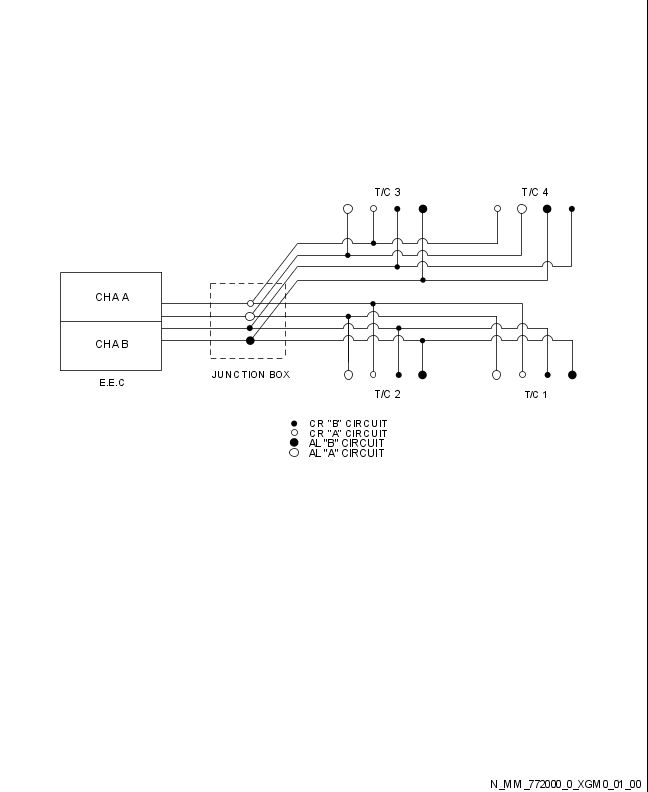 T/C 3
T/C 4
CHA A
CHA B
E.E.C
JUNCTION BOX
T/C 2
T/C 1
CR "B" CIRCUIT
CR "A" CIRCUIT
AL "B" CIRCUIT
AL "A" CIRCUIT
N_MM_772000_0_XGM0_01_00